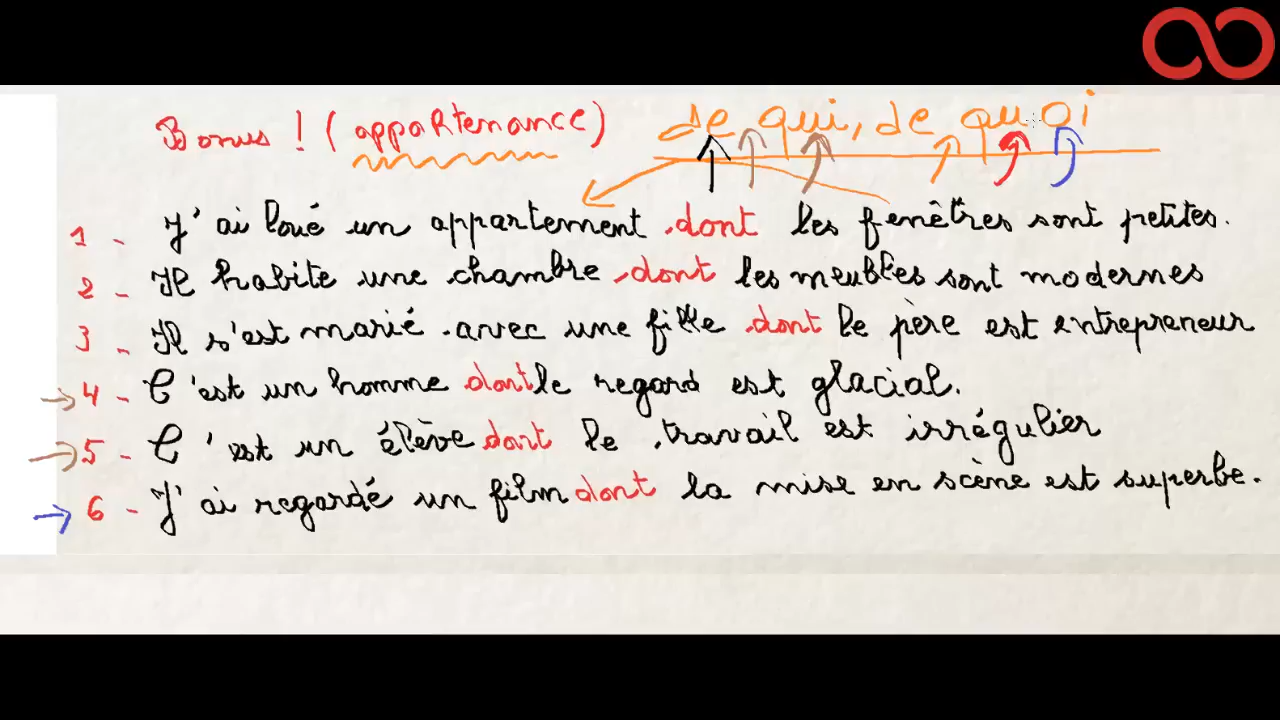 Bonus ! (appartenance)
de qui, de quoi
1 - J'ai loué un appartement dont les fenêtres sont petites.
2 - Il habite une chambre dont les meubles sont modernes
3 - Il s'est marié avec une fille dont le père est entrepreneur
4 - C'est un homme dont le regard est glacial.
5 - C'est un élève dont le travail est irrégulier
6 - J'ai regardé un film dont la mise en scène est superbe.